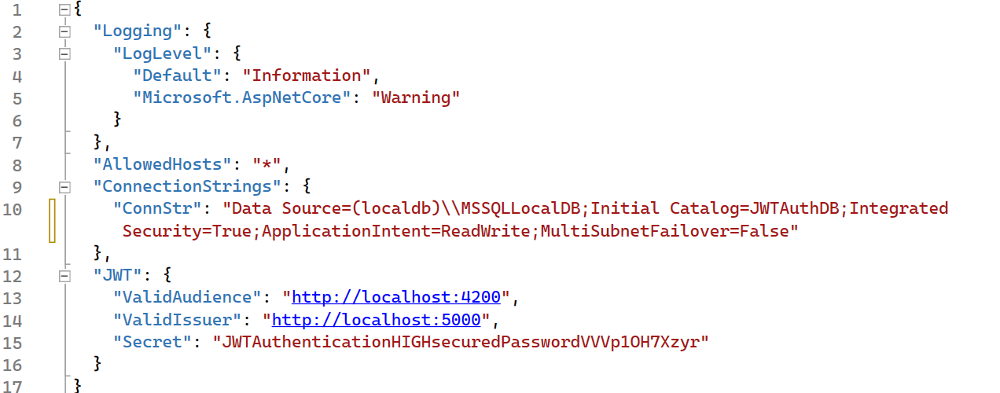 1 {
2 "Logging": {
3 "LogLevel": {
4 "Default": "Information",
5 "Microsoft.AspNetCore": "Warning"
6 }
7 },
8 "AllowedHosts": "*",
9 "ConnectionStrings": {
10 "ConnStr": "Data Source=(localdb)\\MSSQLLocalDB;Initial Catalog=JWTAuthDB;Integrated
Security=True;ApplicationIntent=ReadWrite;MultiSubnetFailover=False"
11 },
12 "JWT": {
13 "ValidAudience": "http://localhost:4200",
14 "ValidIssuer": "http://localhost:5000",
15 "Secret": "JWTAuthenticationHIGHsecuredPasswordVVVp1OH7Xzyr"
16 }
17 }